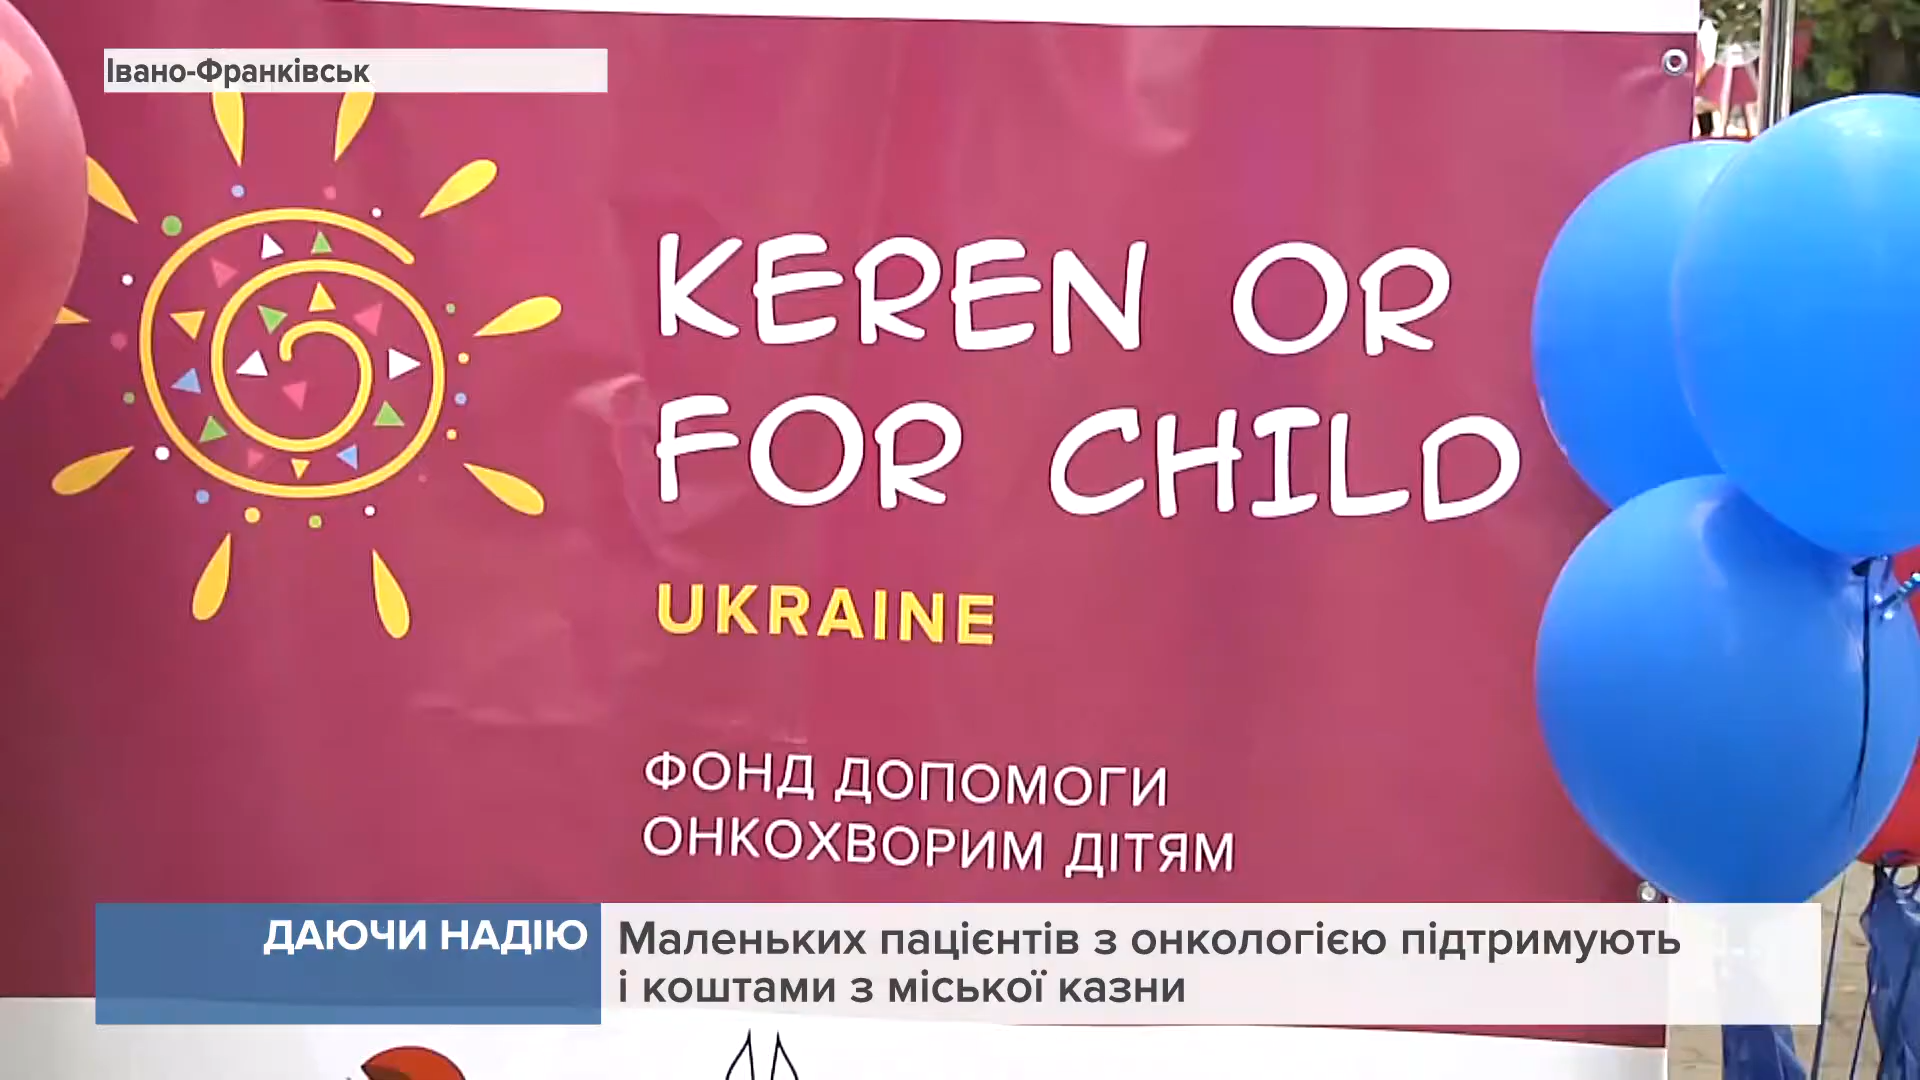 Івано-Франківськ
KEREN OR
FOR CHILD
UKRAINE
ФОНД ДОПОМОГИ
ОНКОХВОРИМ ДІТЯМ
ДАЮЧИ НАДІЮ
Маленьких пацієнтів з онкологією підтримують
і коштами з міської казни